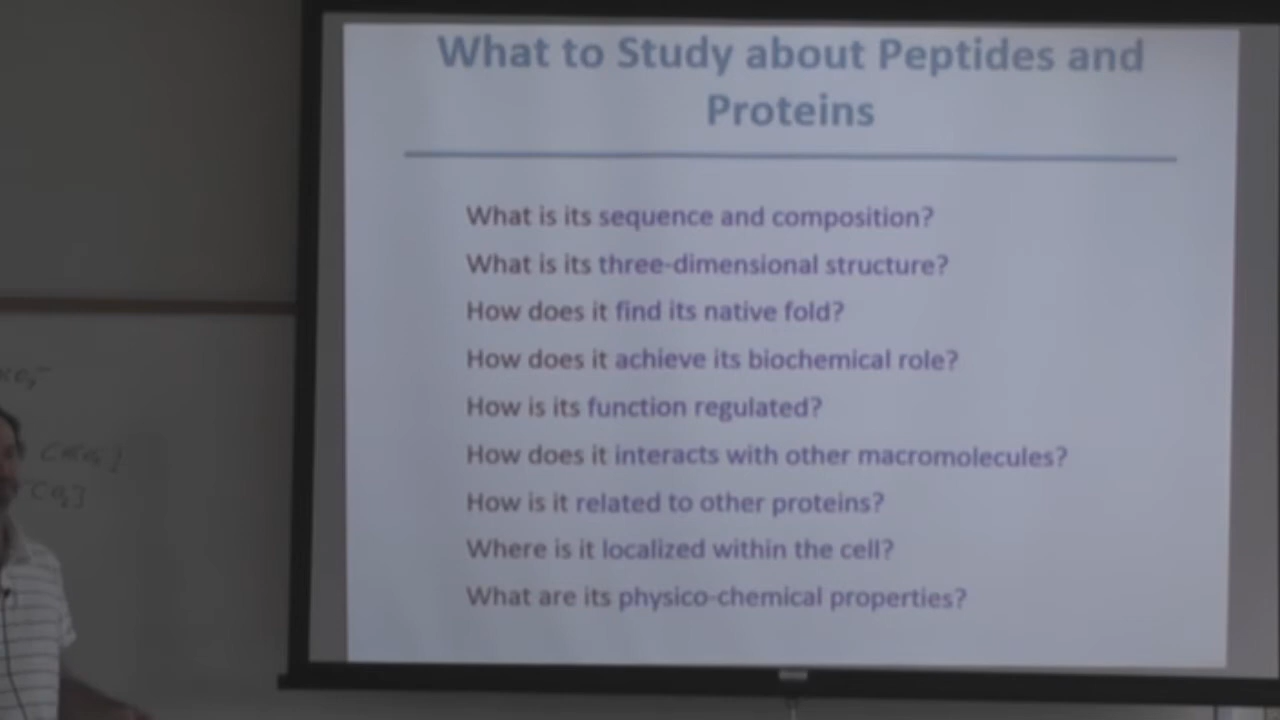 What to Study about Peptides and
Proteins
What is its sequence and composition?
What is its three-dimensional structure?
How does it find its native fold?
How does it achieve its biochemical role?
How is its function regulated?
How does it interacts with other macromolecules?
How is it related to other proteins?
Where is it localized within the cell?
What are its physico-chemical properties?